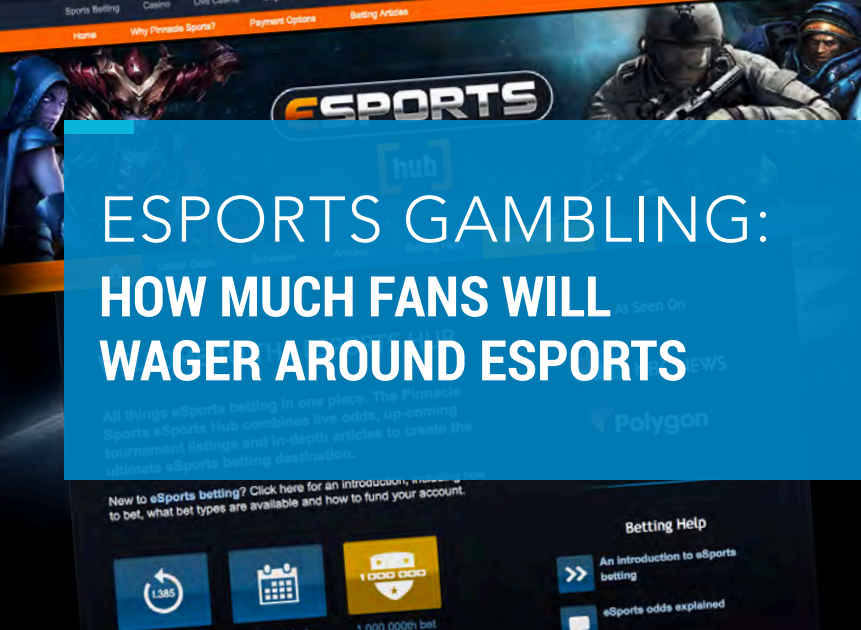 Sports Betting Casino
Home Why Pinnacle Sports? Payment Options Betting Articles
ESPORTS
[hub]
ESPORTS GAMBLING:
HOW MUCH FANS WILL
WAGER AROUND ESPORTS
Latest Odds Schedule Articles
As Seen On
NEWS
Polygon
All things eSports betting in one place. The Pinnacle
Sports eSports Hub combines live odds, up-coming
tournament listings and in-depth articles to create the
ultimate eSports betting destination.
New to eSports betting? Click here for an introduction, including how
to bet, what bet types are available and how to fund your account.
Betting Help
An introduction to eSports
betting
eSports odds explained
1.385
1 000 000
1,000,000th bet